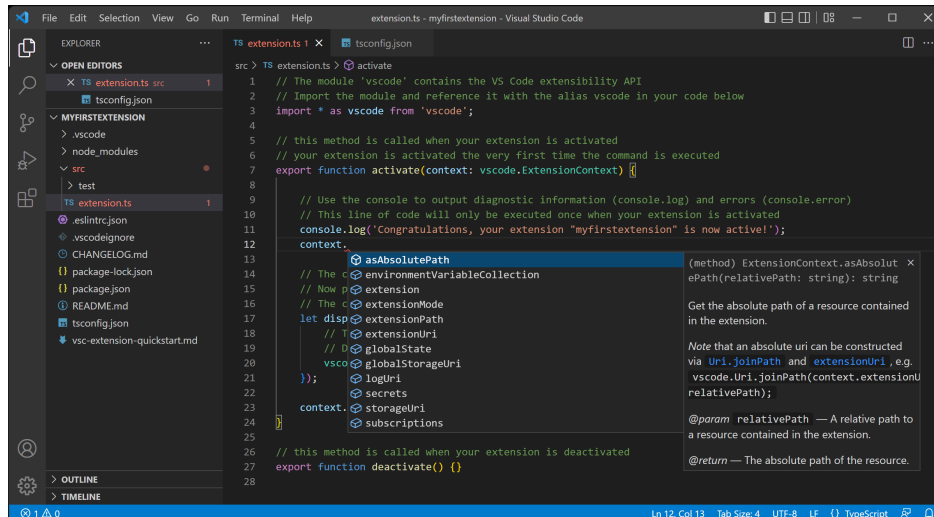 File Edit Selection View Go Run Terminal Help
extension.ts - myfirstextension - Visual Studio Code
EXPLORER
OPEN EDITORS
TS extension.ts src 1
tsconfig.json
MYFIRSTEXTENSION
.vscode
node_modules
src
test
TS extension.ts 1
.eslintrc.json
.vscodeignore
CHANGELOG.md
{} package-lock.json
{} package.json
README.md
tsconfig.json
vsc-extension-quickstart.md
OUTLINE
TIMELINE
TS extension.ts 1 tsconfig.json
src > TS extension.ts > activate
1 // The module 'vscode' contains the VS Code extensibility API
2 // Import the module and reference it with the alias vscode in your code below
3 import * as vscode from 'vscode';
4
5 // this method is called when your extension is activated
6 // your extension is activated the very first time the command is executed
7 export function activate(context: vscode.ExtensionContext) {
8
9 // Use the console to output diagnostic information (console.log) and errors (console.error)
10 // This line of code will only be executed once when your extension is activated
11 console.log('Congratulations, your extension "myfirstextension" is now active!');
12 context.
13
14 // The c
15 // Now p
16 // The c
17 let disp
18 // T
19 // D
20 vsco
21 });
22
23 context.
24 }
25
26 // this method is called when your extension is deactivated
27 export function deactivate() {}
28
asAbsolutePath
environmentVariableCollection
extension
extensionMode
extensionPath
extensionUri
globalState
globalStorageUri
logUri
secrets
storageUri
subscriptions
(method) ExtensionContext.asAbsolut
ePath(relativePath: string): string
Get the absolute path of a resource contained
in the extension.
Note that an absolute uri can be constructed
via Uri.joinPath and extensionUri , e.g.
vscode.Uri.joinPath(context.extensionU
relativePath);
@param relativePath — A relative path to
a resource contained in the extension.
@return — The absolute path of the resource.
1 0
Ln 12, Col 13 Tab Size: 4 UTF-8 LF {} TypeScript